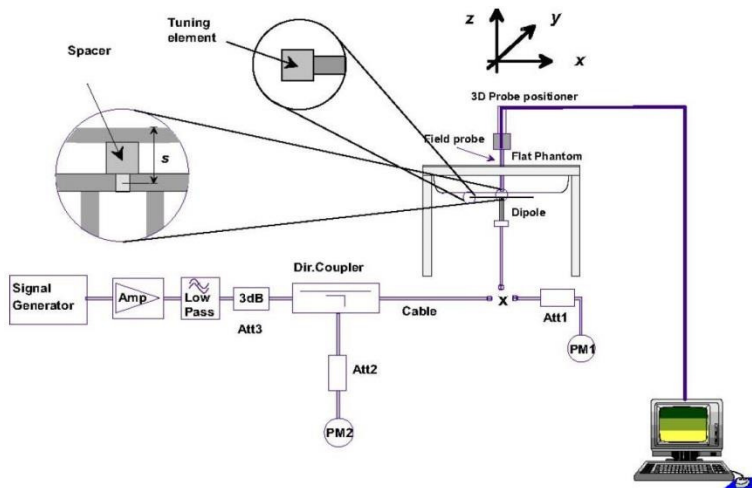 Tuning
element
Spacer
s
z
y
x
3D Probe positioner
Field probe
Flat Phantom
Dipole
Dir.Coupler
Signal
Generator
Amp
Low
Pass
3dB
Att3
Cable
x
Att1
PM1
Att2
PM2